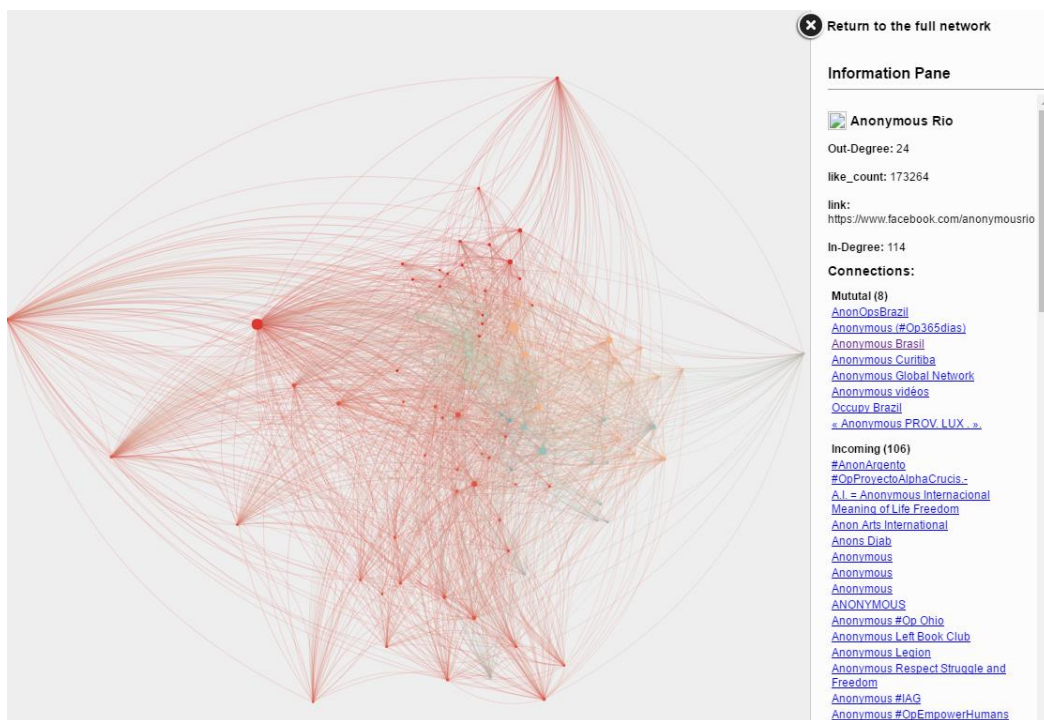 Return to the full network
Information Pane
Anonymous Rio
Out-Degree: 24
like_count: 173264
link:
https://www.facebook.com/anonymousrio
In-Degree: 114
Connections:
Mututal (8)
AnonOpsBrazil
Anonymous (#Op365dias)
Anonymous Brasil
Anonymous Curitiba
Anonymous Global Network
Anonymous vidéos
Occupy Brazil
« Anonymous PROV. LUX . ».
Incoming (106)
#AnonArgento
#OpProyectoAlphaCrucis.-
A.I. = Anonymous Internacional
Meaning of Life Freedom
Anon Arts International
Anons Djab
Anonymous
Anonymous
Anonymous
ANONYMOUS
Anonymous #Op Ohio
Anonymous Left Book Club
Anonymous Legion
Anonymous Respect Struggle and
Freedom
Anonymous #IAG
Anonymous #OpEmpowerHumans